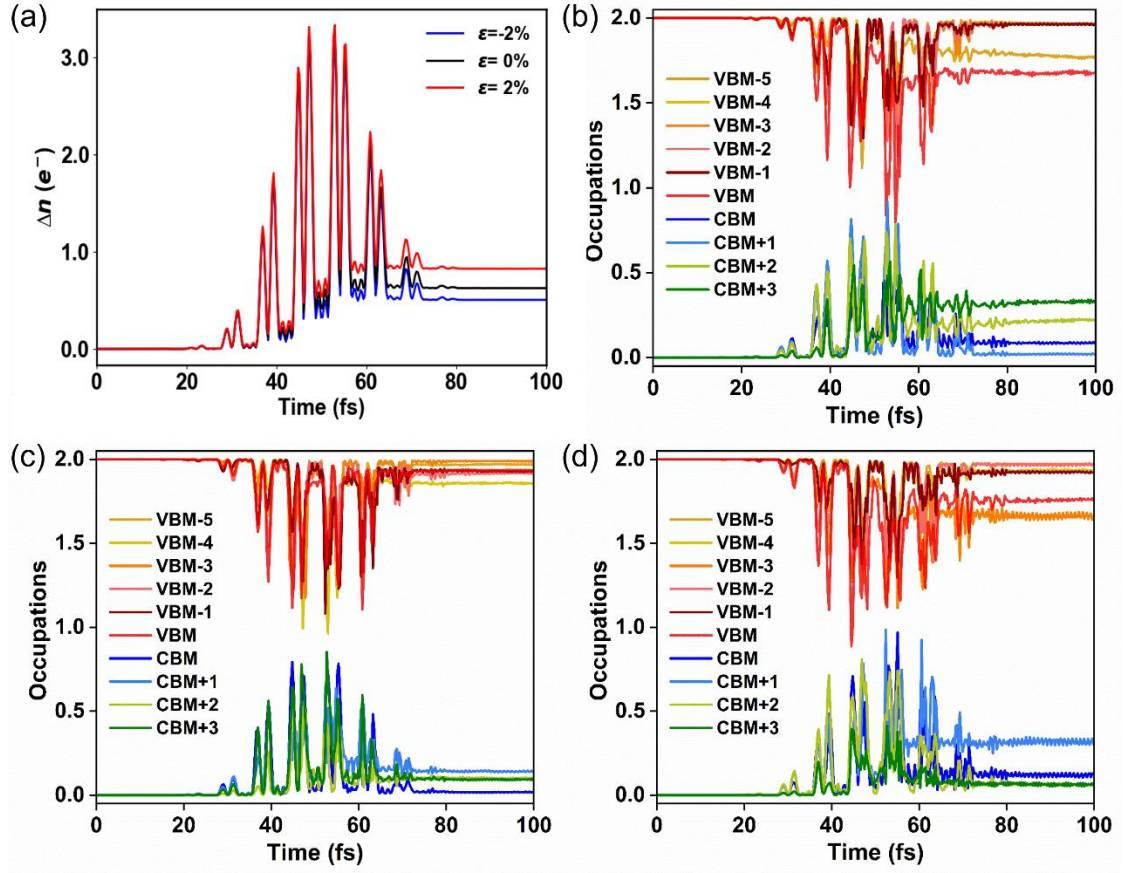 (a)
Δn (e⁻)
3.0
2.0
1.0
0.0
ε=-2%
ε= 0%
ε= 2%
0 20 40 60 80 100
Time (fs)
(b)
Occupations
2.0
1.5
1.0
0.5
0.0
VBM-5
VBM-4
VBM-3
VBM-2
VBM-1
VBM
CBM
CBM+1
CBM+2
CBM+3
0 20 40 60 80 100
Time (fs)
(c)
Occupations
2.0
1.5
1.0
0.5
0.0
VBM-5
VBM-4
VBM-3
VBM-2
VBM-1
VBM
CBM
CBM+1
CBM+2
CBM+3
0 20 40 60 80 100
Time (fs)
(d)
Occupations
2.0
1.5
1.0
0.5
0.0
VBM-5
VBM-4
VBM-3
VBM-2
VBM-1
VBM
CBM
CBM+1
CBM+2
CBM+3
0 20 40 60 80 100
Time (fs)